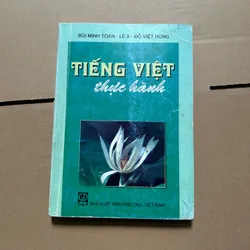 BÙI MINH TOÁN - LÊ A - ĐỖ VIỆT HÙNG
TIẾNG VIỆT
thực hành
NHÀ XUẤT BẢN GIÁO DỤC VIỆT NAM